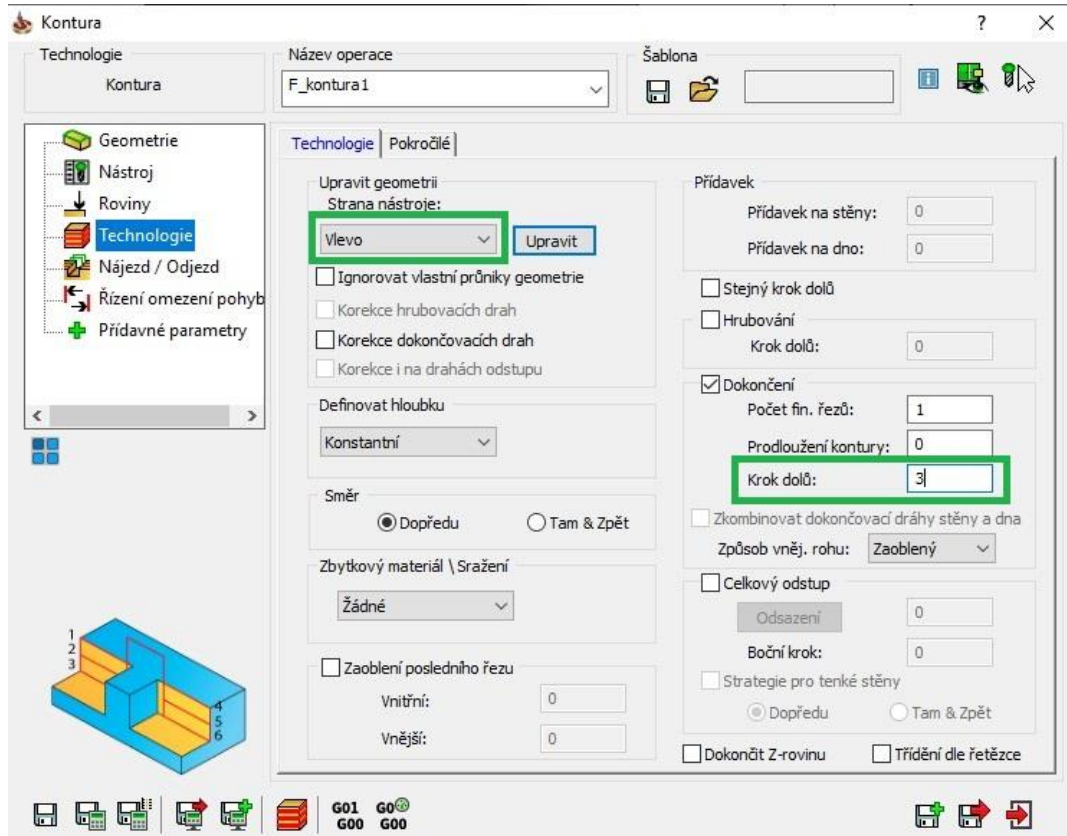 Kontura
? ×
Technologie
Kontura
Název operace
F_kontura1
Šablona
Geometrie
Nástroj
Roviny
Technologie
Nájezd / Odjezd
Řízení omezení pohyb
Přídavné parametry
Technologie
Pokročilé
Upravit geometrii
Strana nástroje:
Vlevo
Upravit
Ignorovat vlastní průniky geometrie
Korekce hrubovacích drah
Korekce dokončovacích drah
Korekce i na drahách odstupu
Definovat hloubku
Konstantní
Směr
Dopředu
Tam & Zpět
Zbytkový materiál \ Sražení
Žádné
Zaoblení posledního řezu
Vnitřní: 0
Vnější: 0
Přídavek
Přídavek na stěny: 0
Přídavek na dno: 0
Stejný krok dolů
Hrubování
Krok dolů: 0
Dokončení
Počet fin. řezů: 1
Prodloužení kontury: 0
Krok dolů: 3
Zkombinovat dokončovací dráhy stěny a dna
Způsob vněj. rohu: Zaoblený
Celkový odstup
Odsazení 0
Boční krok: 0
Strategie pro tenké stěny
Dopředu
Tam & Zpět
Dokončit Z-rovinu
Třídění dle řetězce
1
2
3
4
5
6
G01 G0
G00 G00